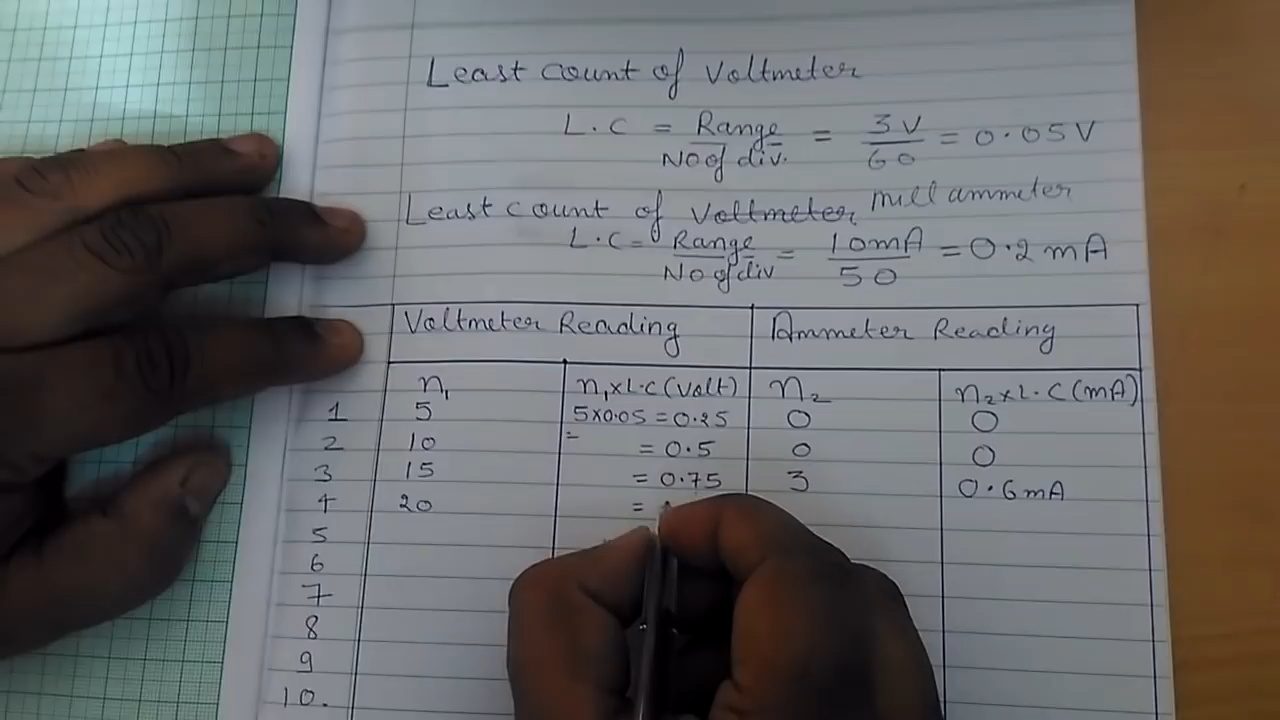 Least count of Voltmeter
L.C = Range / No of div. = 3V / 60 = 0.05V
Least count of Voltmeter millammeter
L.C = Range / No of div = 10mA / 50 = 0.2 mA
Voltmeter Reading Ammeter Reading
n₁ n₁xL.C (Volt) n₂ n₂xL.C (mA)
1 5 5x0.05 = 0.25 0 0
2 10 = 0.5 0 0
3 15 = 0.75 3 0.6mA
4 20 =
5
6
7
8
9
10.